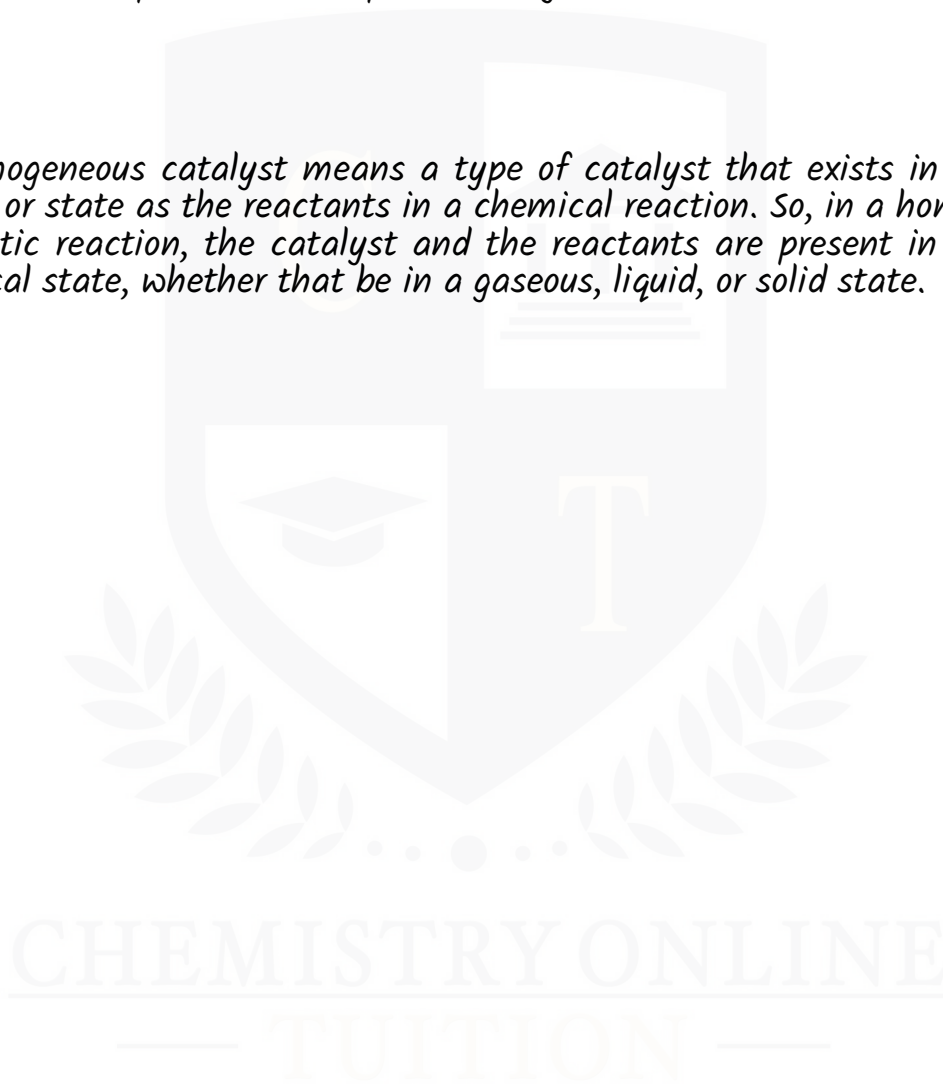 mogeneous catalyst means a type of catalyst that exists in
or state as the reactants in a chemical reaction. So, in a hor
tic reaction, the catalyst and the reactants are present in
cal state, whether that be in a gaseous, liquid, or solid state.
C
T
CHEMISTRY ONLINE
TUITION